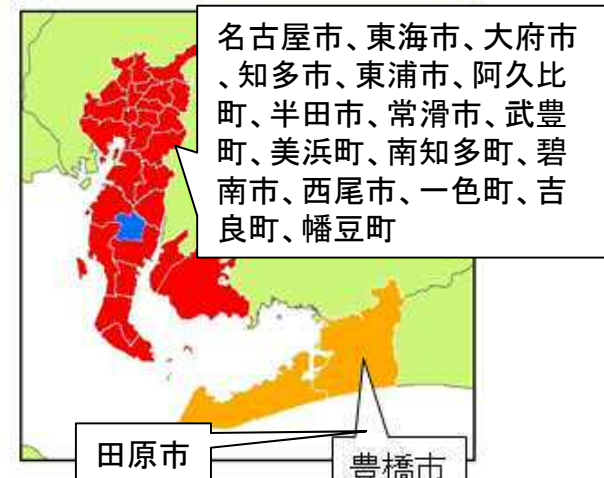 名古屋市、東海市、大府市
、知多市、東浦市、阿久比
町、半田市、常滑市、武豊
町、美浜町、南知多町、碧
南市、西尾市、一色町、吉
良町、幡豆町
田原市
豊橋市